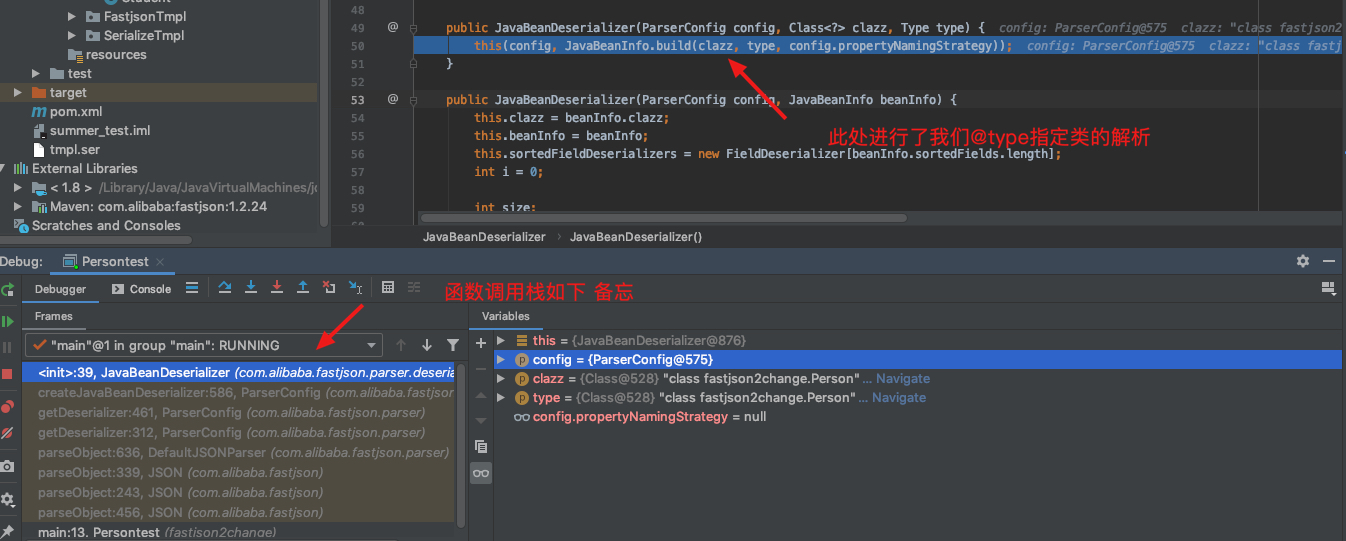 Student
FastjsonTmpl
SerializeTmpl
resources
test
target
pom.xml
summer_test.iml
tmpl.ser
External Libraries
< 1.8 > /Library/Java/JavaVirtualMachines/j
Maven: com.alibaba:fastjson:1.2.24
Scratches and Consoles
48
49 @ public JavaBeanDeserializer(ParserConfig config, Class<?> clazz, Type type) { config: ParserConfig@575 clazz: "class fastjson2
50 this(config, JavaBeanInfo.build(clazz, type, config.propertyNamingStrategy)); config: ParserConfig@575 clazz: "class fastj
51 }
52
53 @ public JavaBeanDeserializer(ParserConfig config, JavaBeanInfo beanInfo) {
54 this.clazz = beanInfo.clazz;
55 this.beanInfo = beanInfo;
56 this.sortedFieldDeserializers = new FieldDeserializer[beanInfo.sortedFields.length];
57 int i = 0;
58
59 int size;
此处进行了我们@type指定类的解析
JavaBeanDeserializer › JavaBeanDeserializer()
Debug: Persontest ×
Debugger Console
函数调用栈如下 备忘
Frames
"main"@1 in group "main": RUNNING
<init>:39, JavaBeanDeserializer (com.alibaba.fastjson.parser.deseria
createJavaBeanDeserializer:586, ParserConfig (com.alibaba.fastjson
getDeserializer:461, ParserConfig (com.alibaba.fastjson.parser)
getDeserializer:312, ParserConfig (com.alibaba.fastjson.parser)
parseObject:636, DefaultJSONParser (com.alibaba.fastjson.parser)
parseObject:339, JSON (com.alibaba.fastjson)
parseObject:243, JSON (com.alibaba.fastjson)
parseObject:456, JSON (com.alibaba.fastjson)
main:13, Persontest (fastjson2change)
Variables
this = {JavaBeanDeserializer@876}
config = {ParserConfig@575}
clazz = {Class@528} "class fastjson2change.Person" ... Navigate
type = {Class@528} "class fastjson2change.Person" ... Navigate
config.propertyNamingStrategy = null